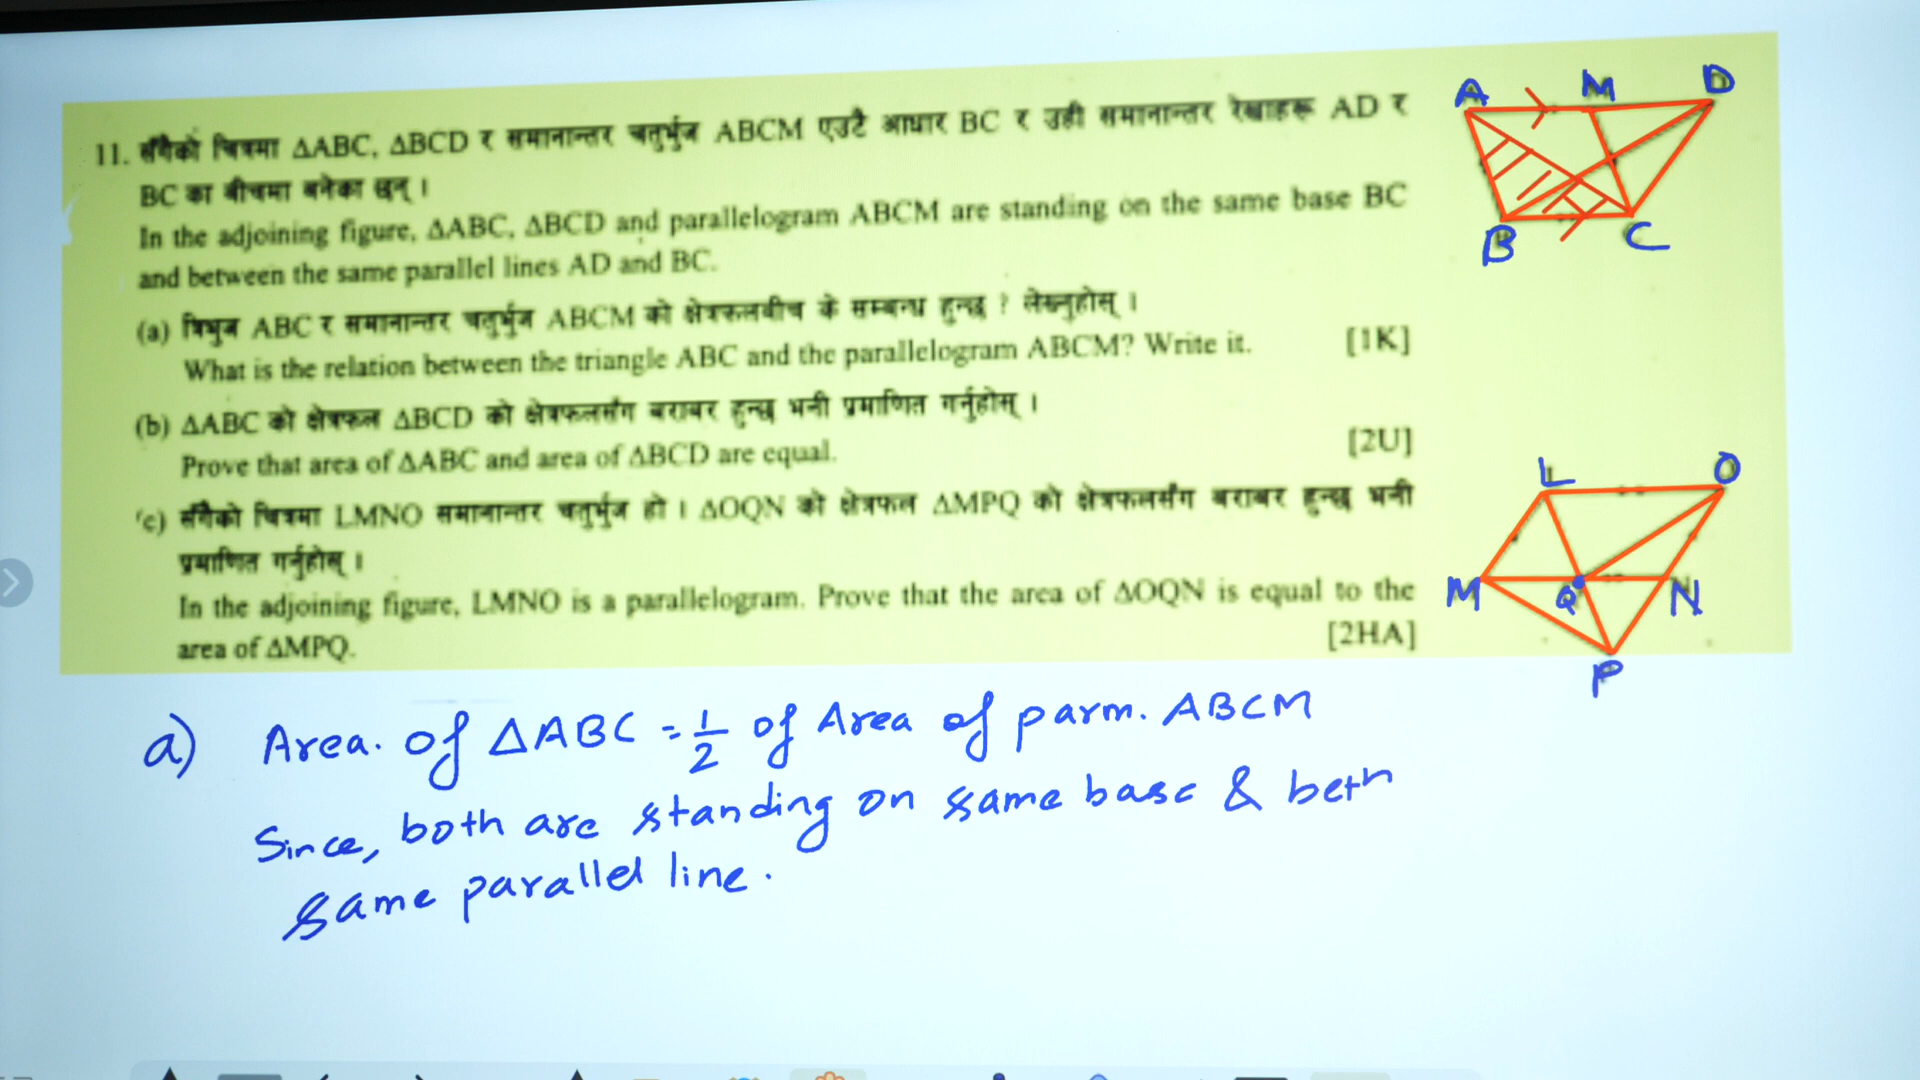 11. सँगैको चित्रमा ΔABC, ΔBCD र समानान्तर चतुर्भुज ABCM एउटै आधार BC र उही समानान्तर रेखाहरू AD र
BC का बीचमा बनेका छन् ।
In the adjoining figure, ΔABC, ΔBCD and parallelogram ABCM are standing on the same base BC
and between the same parallel lines AD and BC.
(a) त्रिभुज ABC र समानान्तर चतुर्भुज ABCM को क्षेत्रफलबीच के सम्बन्ध हुन्छ ? लेख्नुहोस् ।
What is the relation between the triangle ABC and the parallelogram ABCM? Write it. [1K]
(b) ΔABC को क्षेत्रफल ΔBCD को क्षेत्रफलसँग बराबर हुन्छ भनी प्रमाणित गर्नुहोस् ।
Prove that area of ΔABC and area of ΔBCD are equal. [2U]
(c) सँगैको चित्रमा LMNO समानान्तर चतुर्भुज हो । ΔOQN को क्षेत्रफल ΔMPQ को क्षेत्रफलसँग बराबर हुन्छ भनी
प्रमाणित गर्नुहोस् ।
In the adjoining figure, LMNO is a parallelogram. Prove that the area of ΔOQN is equal to the
area of ΔMPQ. [2HA]
A M D
B C
L O
M Q N
P
a) Area. of ΔABC = 1/2 of Area of parm. ABCM
Since, both are standing on same base & beth
same parallel line.